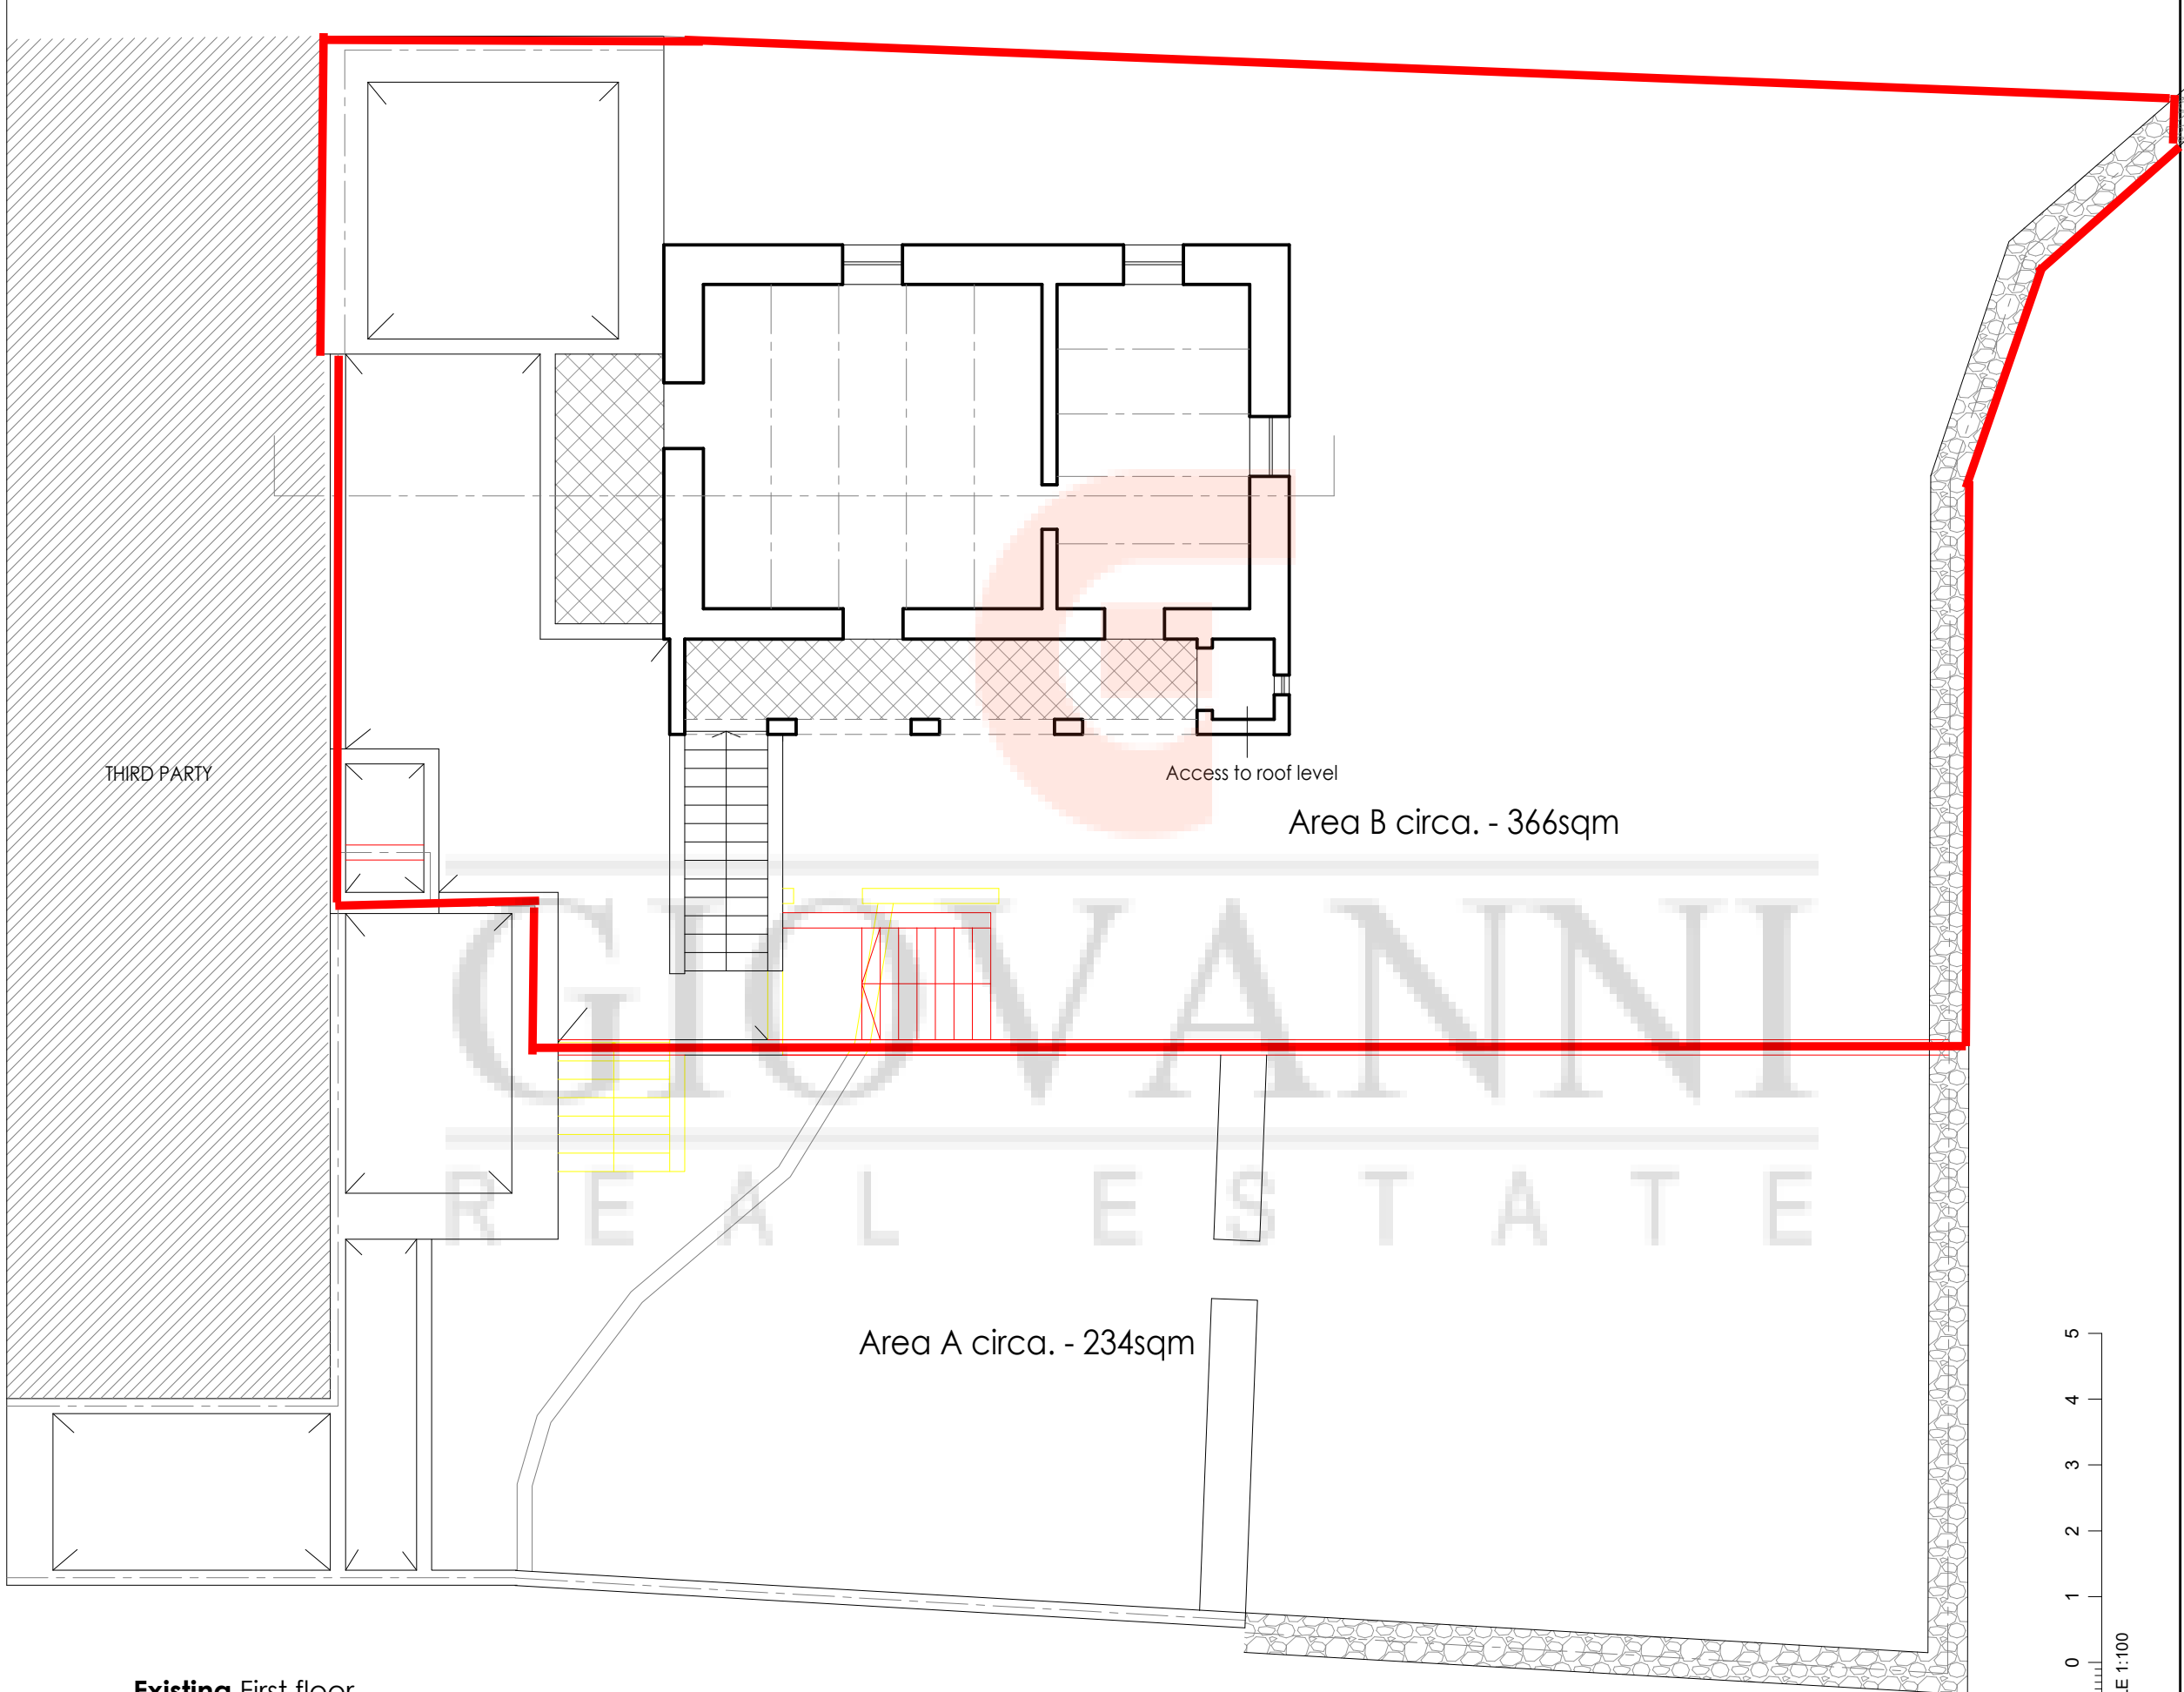 THIRD PARTY
Access to roof level
Area B circa. - 366sqm
GIOVANNI
REAL ESTATE
Area A circa. - 234sqm
5
4
3
2
1
0
Existing First floor